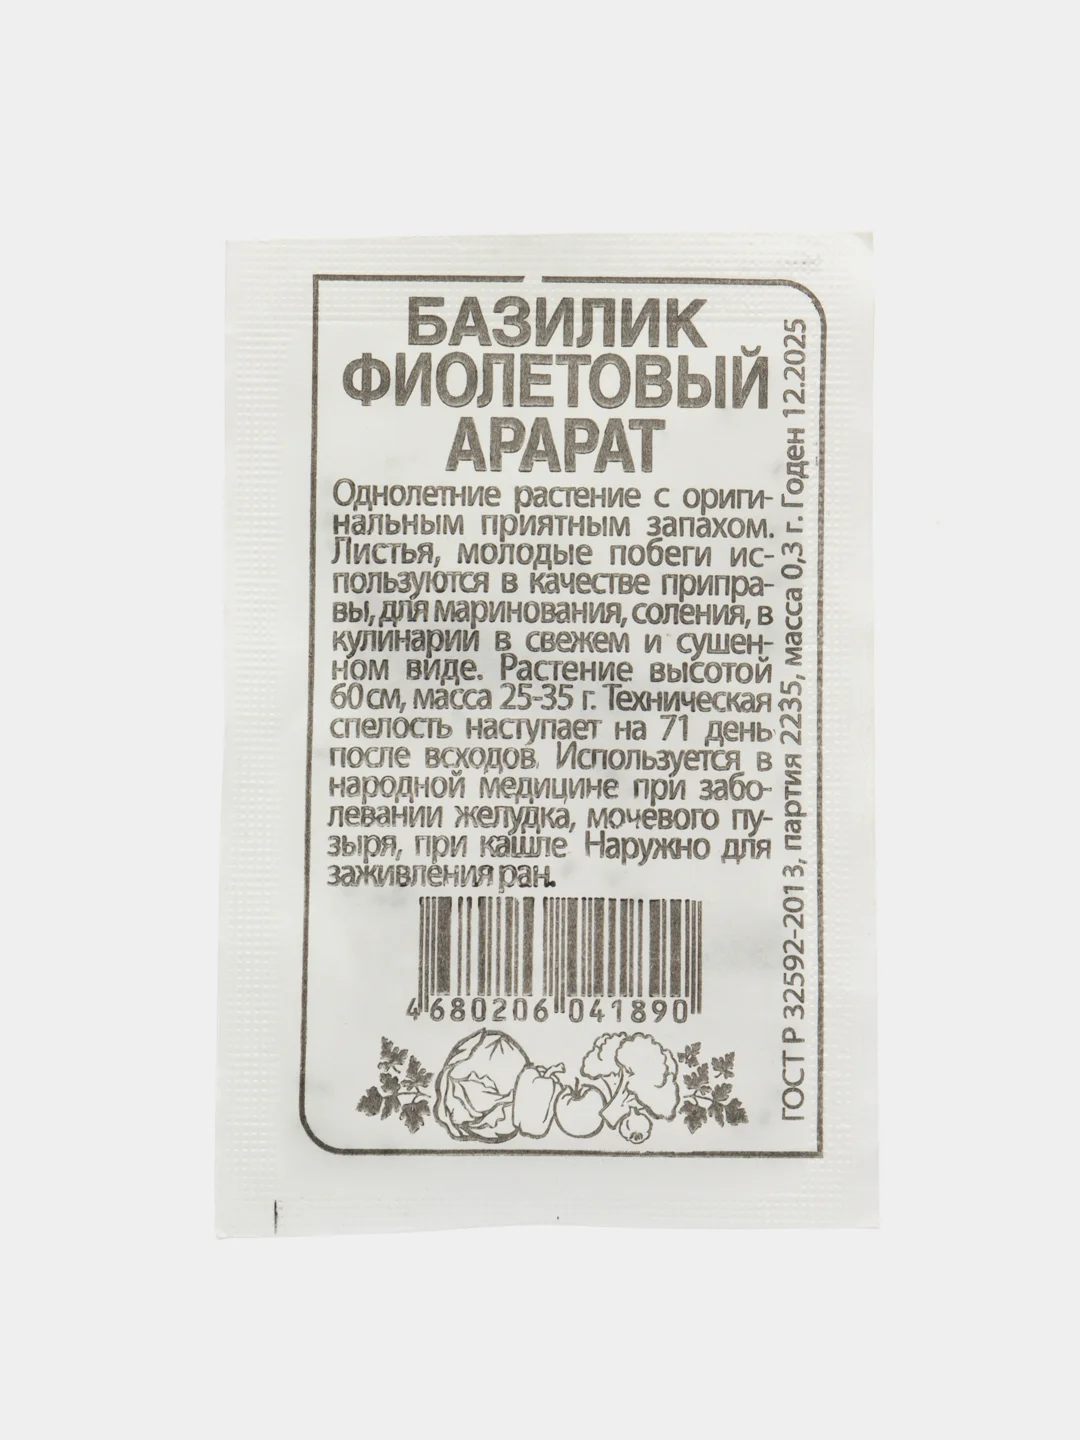 БАЗИЛИК
ФИОЛЕТОВЫЙ
АРАРАТ
Однолетние растение с ориги-
нальным приятным запахом.
Листья, молодые побеги ис-
пользуются в качестве припра-
вы, для маринования, соления, в
кулинарии в свежем и сушен-
ном виде. Растение высотой
60 см, масса 25-35 г. Техническая
спелость наступает на 71 день
после всходов. Используется в
народной медицине при забо-
левании желудка, мочевого пу-
зыря, при кашле Наружно для
заживления ран.
4 680206 041890
ГОСТ Р 32592-2013, партия 2235, масса 0,3 г. Годен 12.2025